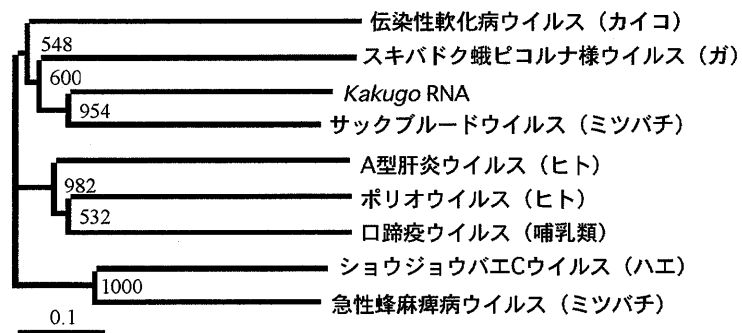 伝染性軟化病ウイルス（カイコ）
548
スキバドク蛾ピコルナ様ウイルス（ガ）
600
Kakugo RNA
954
サックブルードウイルス（ミツバチ）
A型肝炎ウイルス（ヒト）
982
ポリオウイルス（ヒト）
532
口蹄疫ウイルス（哺乳類）
ショウジョウバエCウイルス（ハエ）
1000
急性蜂麻痺病ウイルス（ミツバチ）
0.1